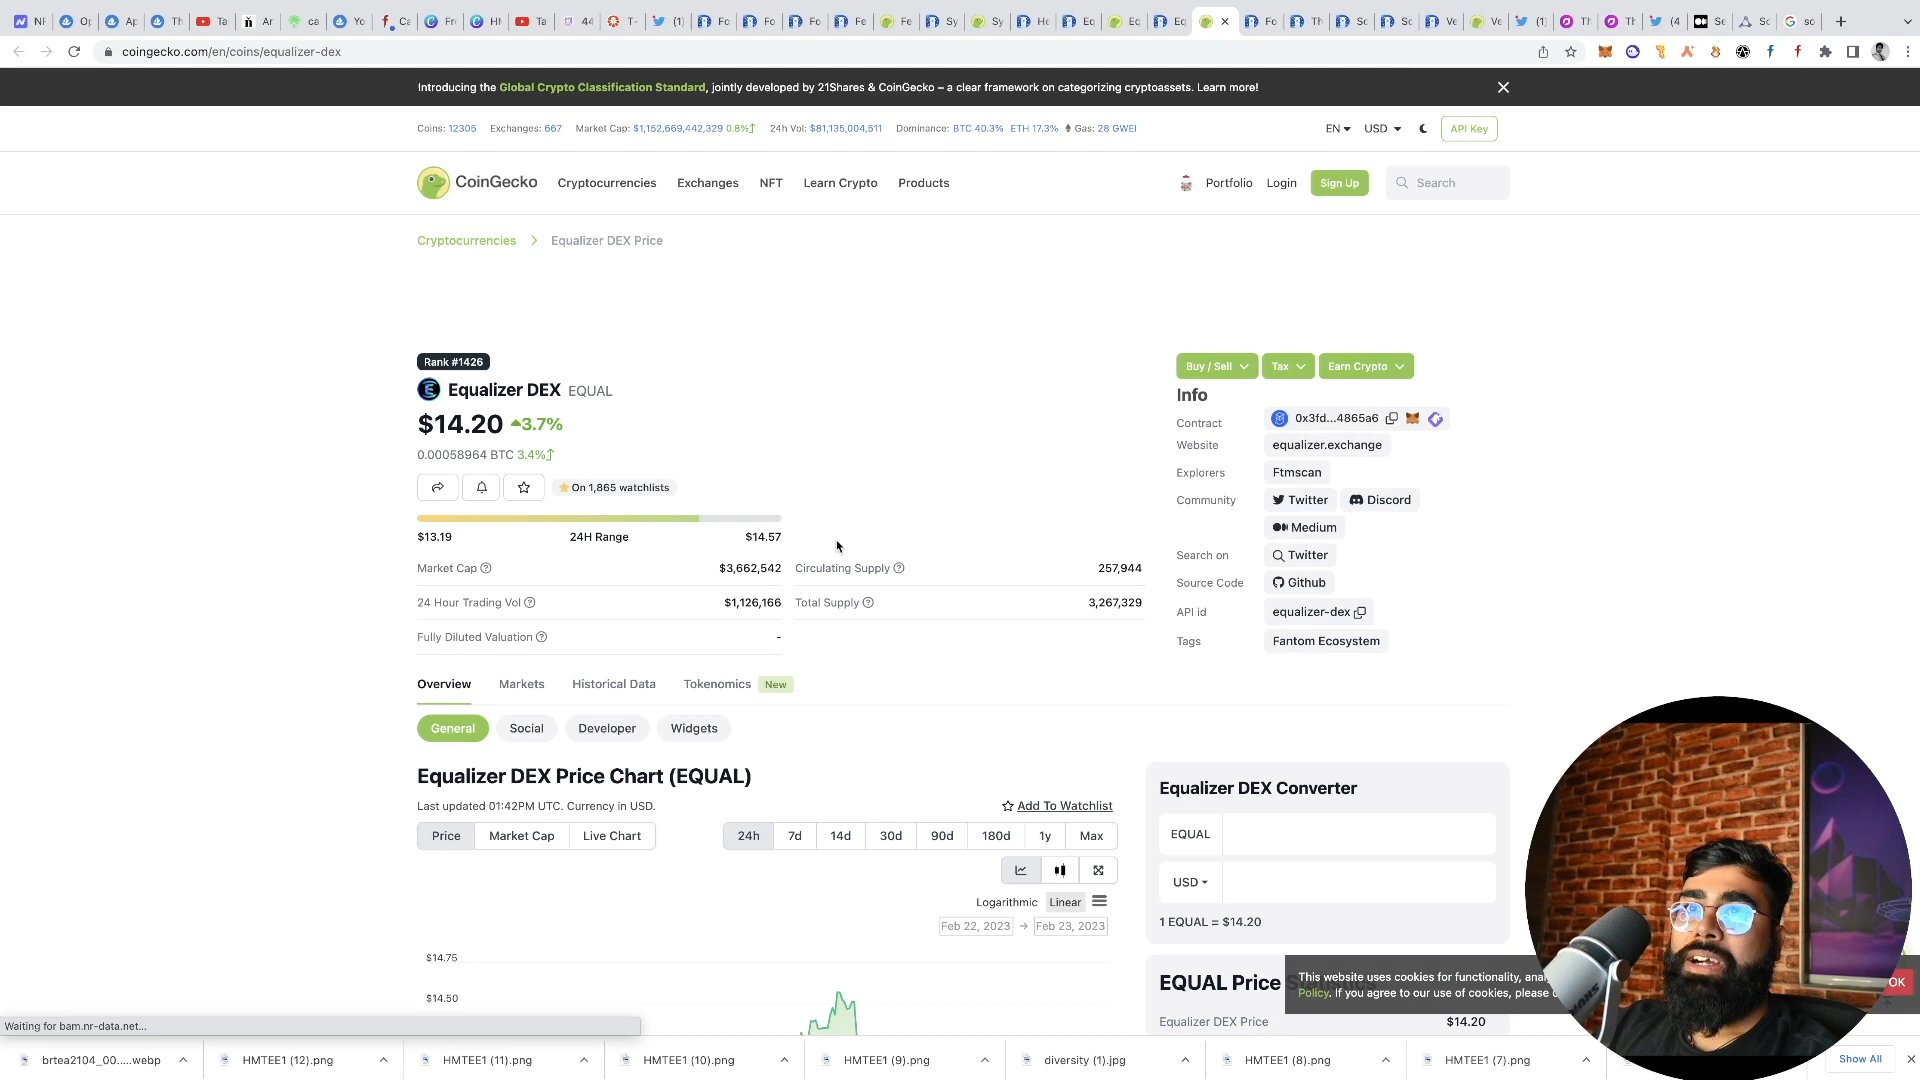 coingecko.com/en/coins/equalizer-dex
Introducing the Global Crypto Classification Standard, jointly developed by 21Shares & CoinGecko – a clear framework on categorizing cryptoassets. Learn more!
Coins: 12305 Exchanges: 667 Market Cap: $1,152,669,442,329 0.8% 24h Vol: $81,135,004,511 Dominance: BTC 40.3% ETH 17.3% Gas: 28 GWEI
EN USD API Key
CoinGecko Cryptocurrencies Exchanges NFT Learn Crypto Products
Portfolio Login Sign Up Search
Cryptocurrencies > Equalizer DEX Price
Rank #1426
Equalizer DEX EQUAL
$14.20 3.7%
0.00058964 BTC 3.4%
On 1,865 watchlists
$13.19 24H Range $14.57
Market Cap $3,662,542
Circulating Supply 257,944
24 Hour Trading Vol $1,126,166
Total Supply 3,267,329
Fully Diluted Valuation -
Buy / Sell Tax Earn Crypto
Info
Contract 0x3fd...4865a6
Website equalizer.exchange
Explorers Ftmscan
Community Twitter Discord
Medium
Search on Twitter
Source Code Github
API id equalizer-dex
Tags Fantom Ecosystem
Overview Markets Historical Data Tokenomics New
General Social Developer Widgets
Equalizer DEX Price Chart (EQUAL)
Last updated 01:42PM UTC. Currency in USD.
Add To Watchlist
Price Market Cap Live Chart
24h 7d 14d 30d 90d 180d 1y Max
Logarithmic Linear
Feb 22, 2023 → Feb 23, 2023
$14.75
$14.50
Equalizer DEX Converter
EQUAL
USD
1 EQUAL = $14.20
EQUAL Price
This website uses cookies for functionality,
Policy. If you agree to our use of cookies, please
OK
Equalizer DEX Price $14.20
Waiting for bam.nr-data.net...
brtea2104_00.....webp HMTEE1 (12).png HMTEE1 (11).png HMTEE1 (10).png HMTEE1 (9).png diversity (1).jpg HMTEE1 (8).png HMTEE1 (7).png Show All